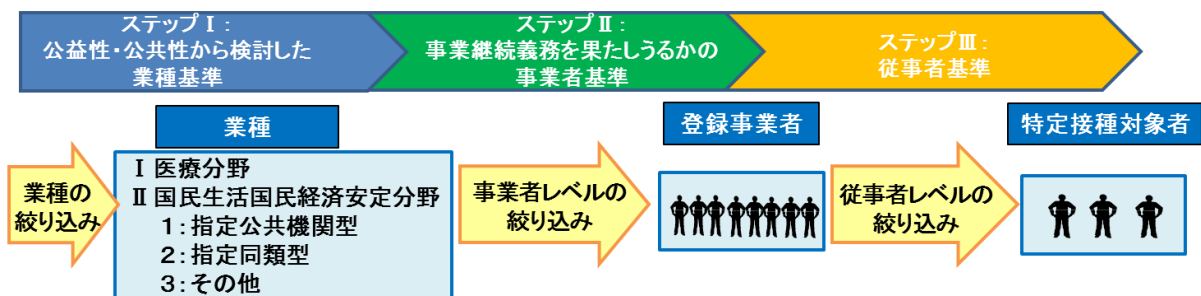 ステップⅠ：
公益性・公共性から検討した
業種基準
ステップⅡ：
事業継続義務を果たしうるかの
事業者基準
ステップⅢ：
従事者基準
業種の
絞り込み
業種
Ⅰ 医療分野
Ⅱ 国民生活国民経済安定分野
１：指定公共機関型
２：指定同類型
３：その他
事業者レベルの
絞り込み
登録事業者
従事者レベルの
絞り込み
特定接種対象者